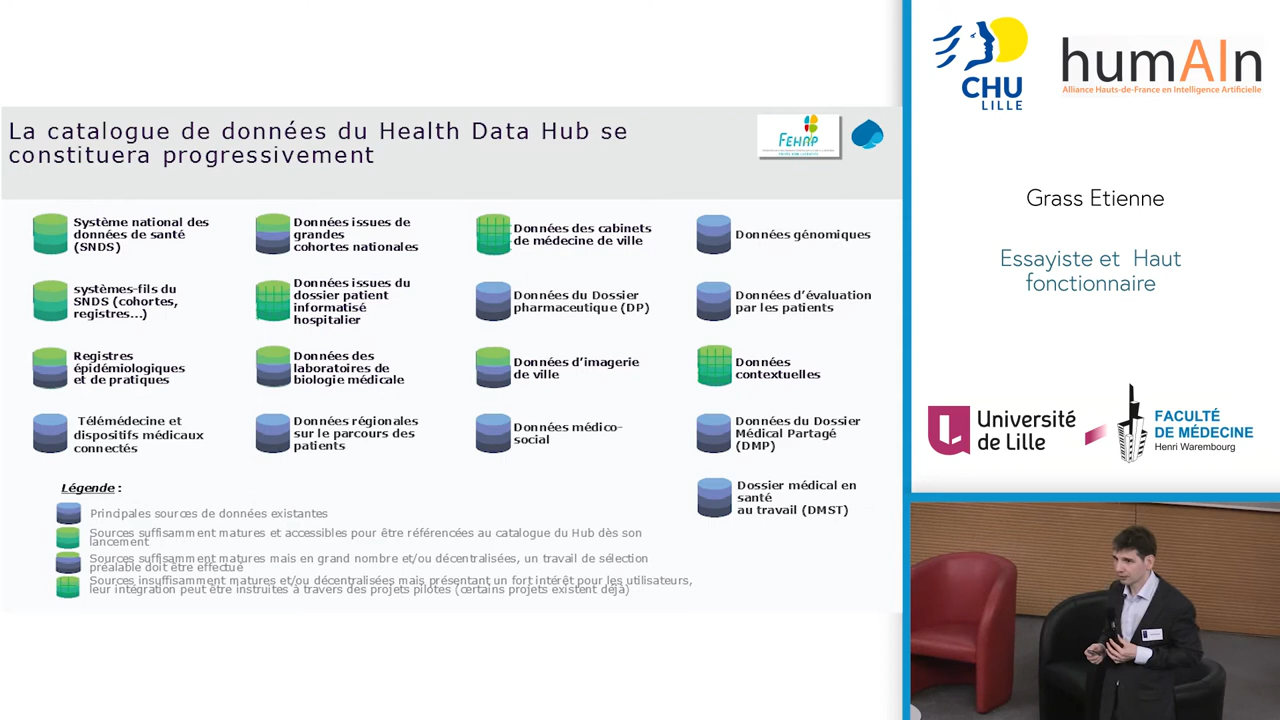 La catalogue de données du Health Data Hub se
constituera progressivement
FEHAP
Système national des
données de santé
(SNDS)
Données issues de
grandes
cohortes nationales
Données des cabinets
de médecine de ville
Données génomiques
systèmes-fils du
SNDS (cohortes,
registres...)
Données issues du
dossier patient
informatisé
hospitalier
Données du Dossier
pharmaceutique (DP)
Données d'évaluation
par les patients
Registres
épidémiologiques
et de pratiques
Données des
laboratoires de
biologie médicale
Données d'imagerie
de ville
Données
contextuelles
Télémédecine et
dispositifs médicaux
connectés
Données régionales
sur le parcours des
patients
Données médico-
social
Données du Dossier
Médical Partagé
(DMP)
Dossier médical en
santé
au travail (DMST)
Légende :
Principales sources de données existantes
Sources suffisamment matures et accessibles pour être référencées au catalogue du Hub dès son
lancement
Sources suffisamment matures mais en grand nombre et/ou décentralisées, un travail de sélection
préalable doit être effectué
Sources insuffisamment matures et/ou décentralisées mais présentant un fort intérêt pour les utilisateurs,
leur intégration peut être instruites à travers des projets pilotes (certains projets existent déjà)
CHU
LILLE
humAIn
Alliance Hauts-de-France en Intelligence Artificielle
Grass Etienne
Essayiste et Haut
fonctionnaire
Université
de Lille
FACULTÉ
DE MÉDECINE
Henri Warembourg